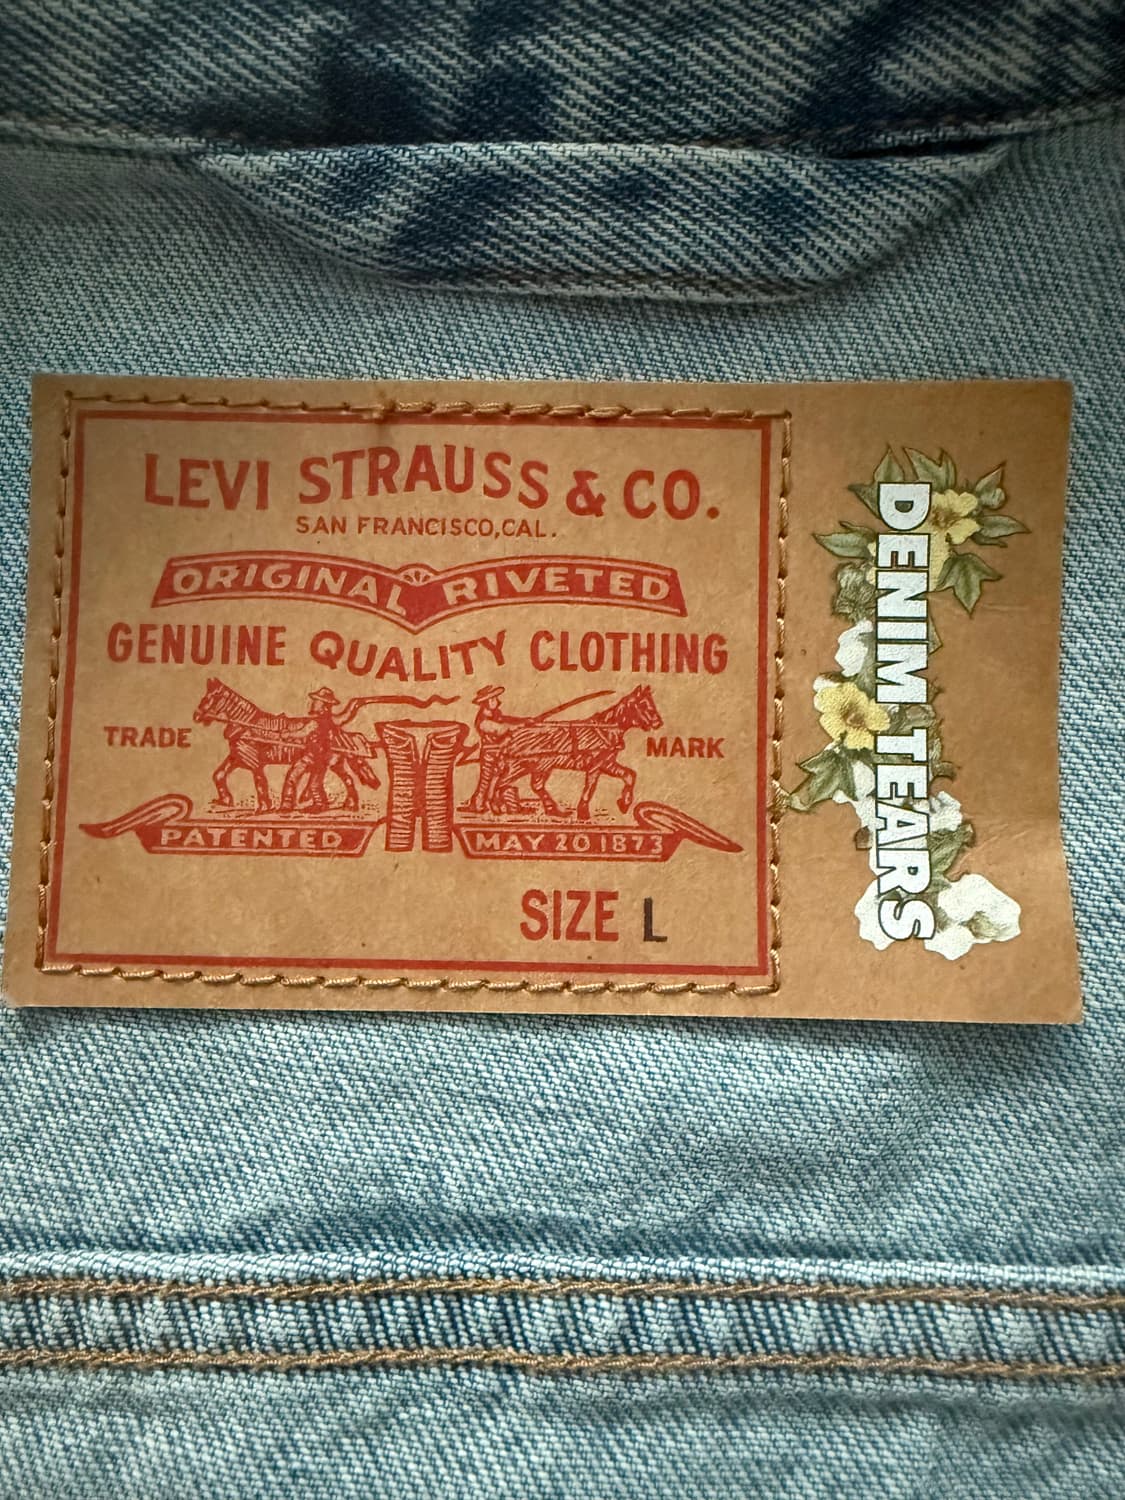 LEVI STRAUSS & CO.
SAN FRANCISCO, CAL.
ORIGINAL RIVETED
GENUINE QUALITY CLOTHING
TRADE MARK
PATENTED MAY 20 1873
SIZE L
DENIM TEARS